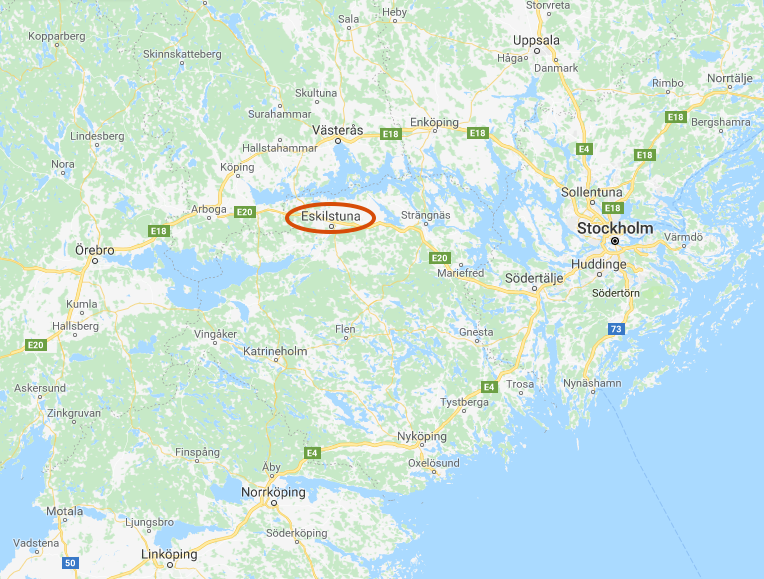 Storvreta
Heby
Sala
Kopparberg
Uppsala
Skinnskatteberg
Håga
Danmark
Rimbo
Norrtälje
Skultuna
Surahammar
Enköping
E18
Bergshamra
Västerås
E18
E18
Lindesberg
Hallstahammar
E4
E18
Nora
Köping
Sollentuna
Arboga
E20
Eskilstuna
Strängnäs
E18
E18
Stockholm
Värmdö
Örebro
E20
Mariefred
Huddinge
Södertälje
Södertörn
Kumla
Hallsberg
Vingåker
Flen
Gnesta
73
E20
Katrineholm
Askersund
E4
Trosa
Nynäshamn
Zinkgruvan
Tystberga
Nyköping
Finspång
E4
Åby
Oxelösund
Norrköping
Motala
Ljungsbro
Söderköping
Vadstena
Linköping
50